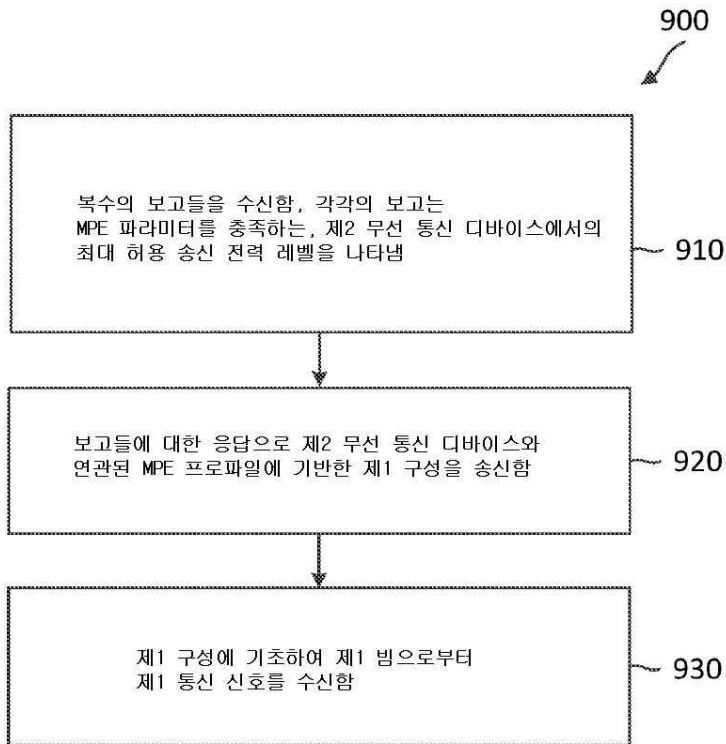 900
복수의 보고들을 수신함, 각각의 보고는
MPE 파라미터를 충족하는, 제2 무선 통신 디바이스에서의
최대 허용 송신 전력 레벨을 나타냄
910
보고들에 대한 응답으로 제2 무선 통신 디바이스와
연관된 MPE 프로파일에 기반한 제1 구성을 송신함
920
제1 구성에 기초하여 제1 빔으로부터
제1 통신 신호를 수신함
930